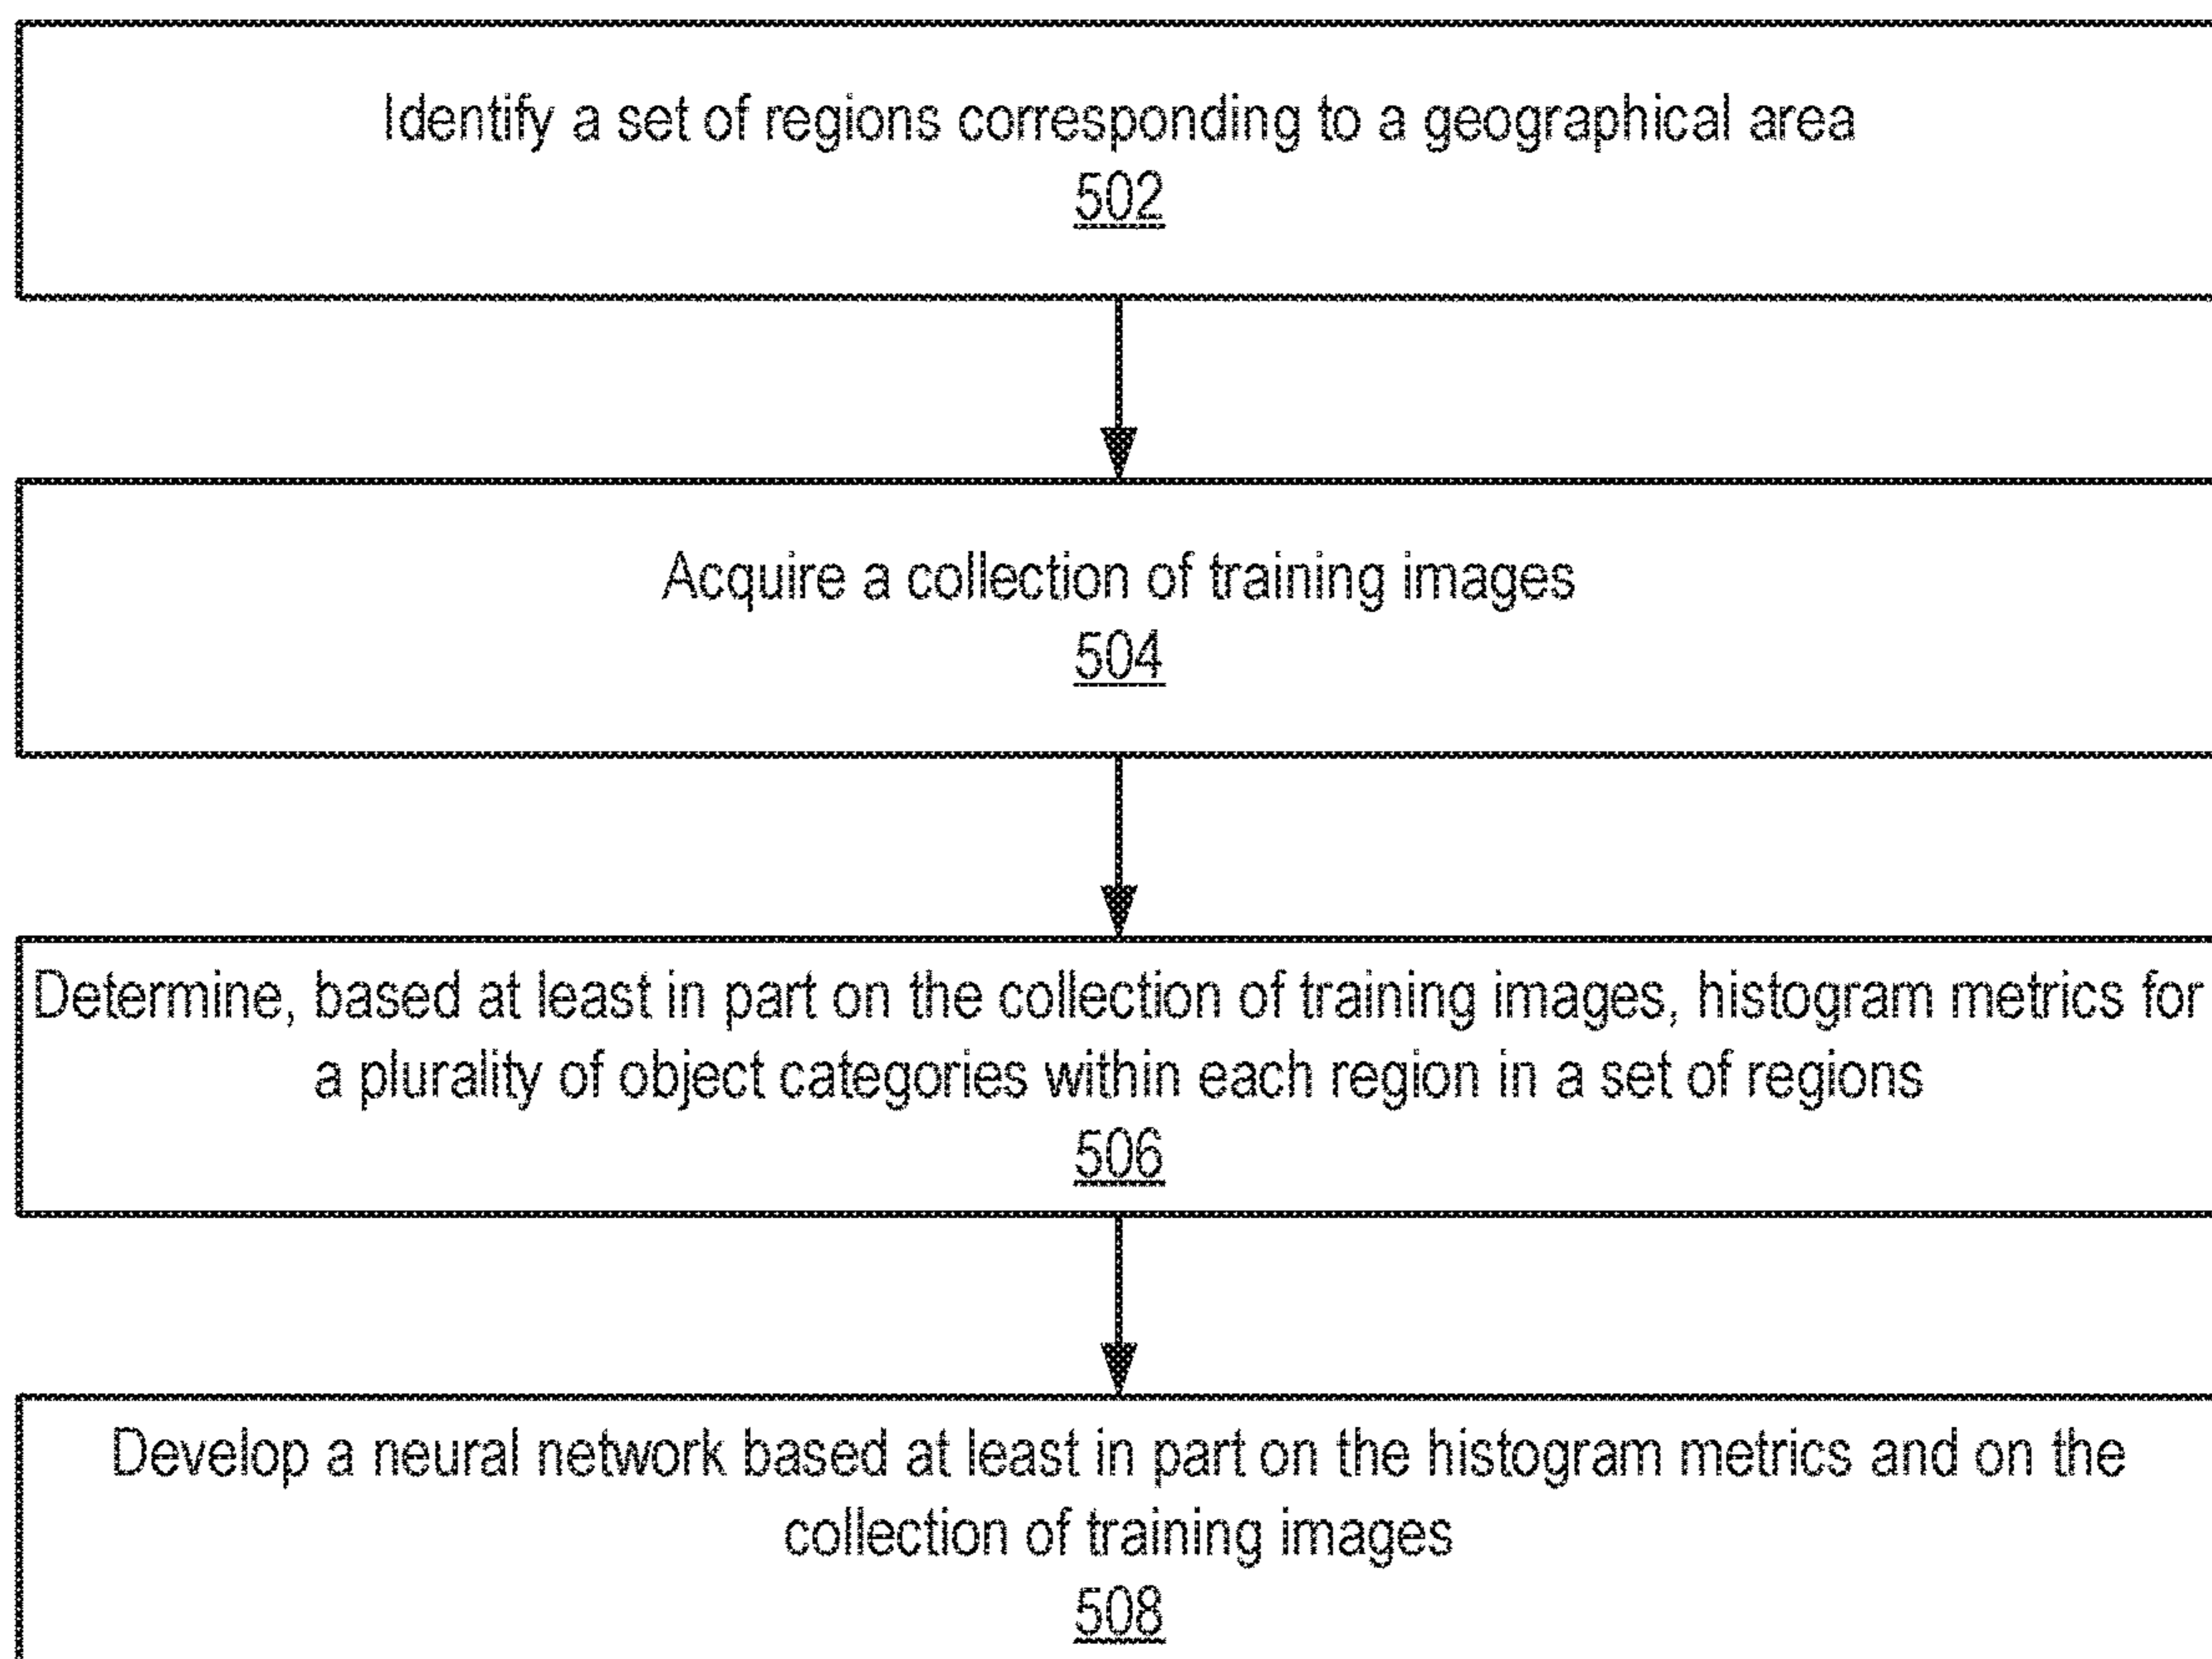 Identify a set of regions corresponding to a geographical area
502
Acquire a collection of training images
504
Determine, based at least in part on the collection of training images, histogram metrics for
a plurality of object categories within each region in a set of regions
506
Develop a neural network based at least in part on the histogram metrics and on the
collection of training images
508